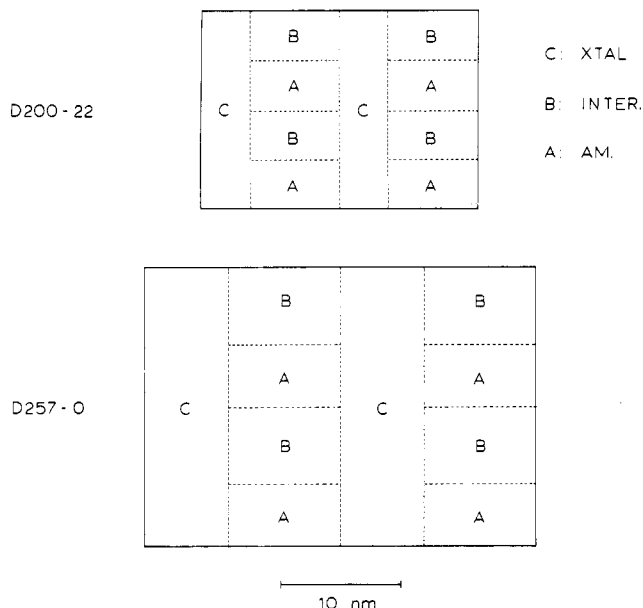 B B
C: XTAL
A A
D200-22 C C B: INTER.
B B
A: AM.
A A
B B
A A
D257-0 C C
B B
A A
10 nm